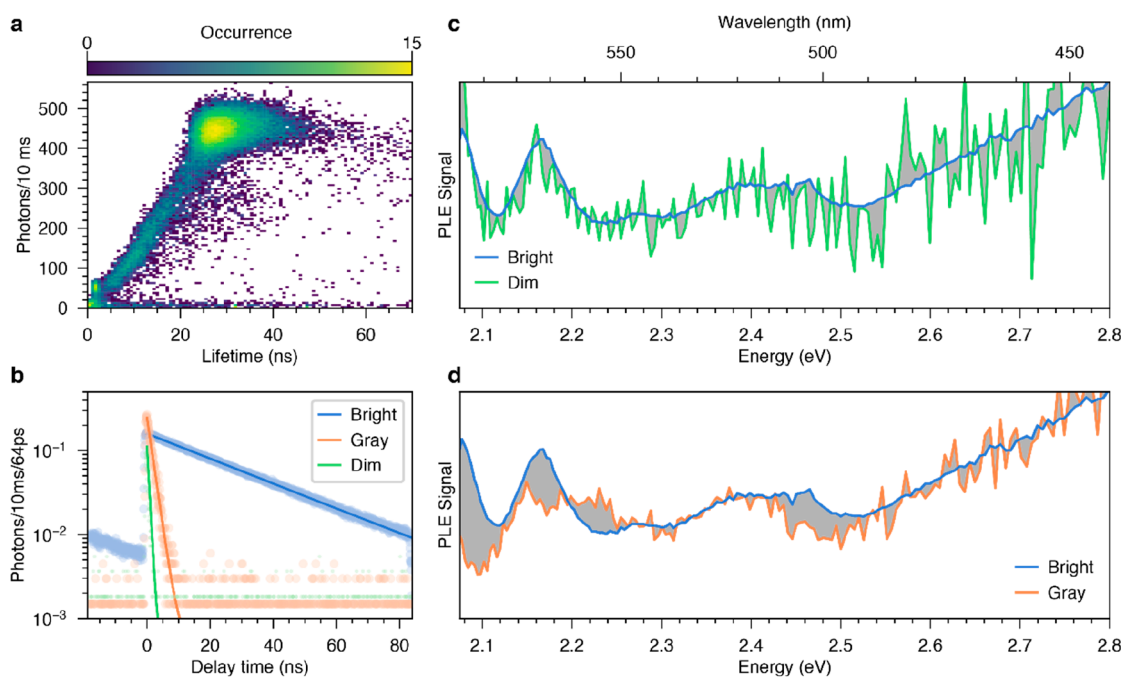 a
Occurrence
0 15
Photons/10 ms
500
400
300
200
100
0
0 20 40 60
Lifetime (ns)
b
Photons/10ms/64ps
10⁻¹
10⁻²
10⁻³
Bright
Gray
Dim
0 20 40 60 80
Delay time (ns)
c
Wavelength (nm)
550 500 450
PLE Signal
Bright
Dim
2.1 2.2 2.3 2.4 2.5 2.6 2.7 2.8
Energy (eV)
d
PLE Signal
Bright
Gray
2.1 2.2 2.3 2.4 2.5 2.6 2.7 2.8
Energy (eV)